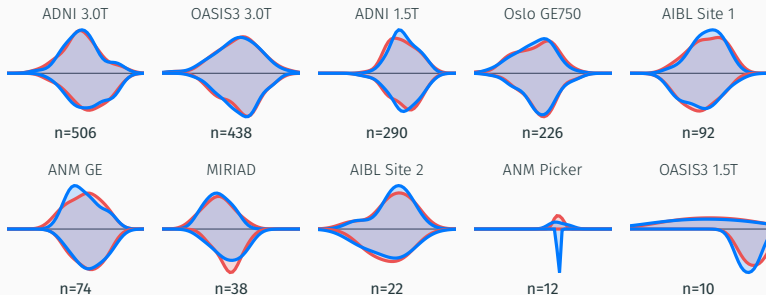 ADNI 3.0T
OASIS3 3.0T
ADNI 1.5T
Oslo GE750
AIBL Site 1
n=506
n=438
n=290
n=226
n=92
ANM GE
MIRIAD
AIBL Site 2
ANM Picker
OASIS3 1.5T
n=74
n=38
n=22
n=12
n=10